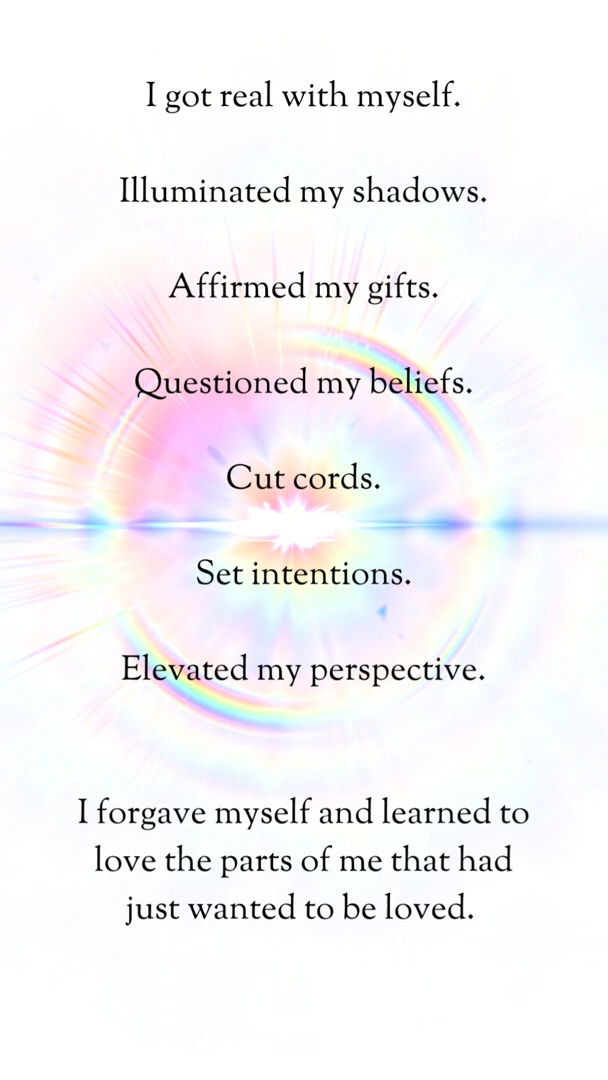 I got real with myself.
Illuminated my shadows.
Affirmed my gifts.
Questioned my beliefs.
Cut cords.
Set intentions.
Elevated my perspective.
I forgave myself and learned to
love the parts of me that had
just wanted to be loved.